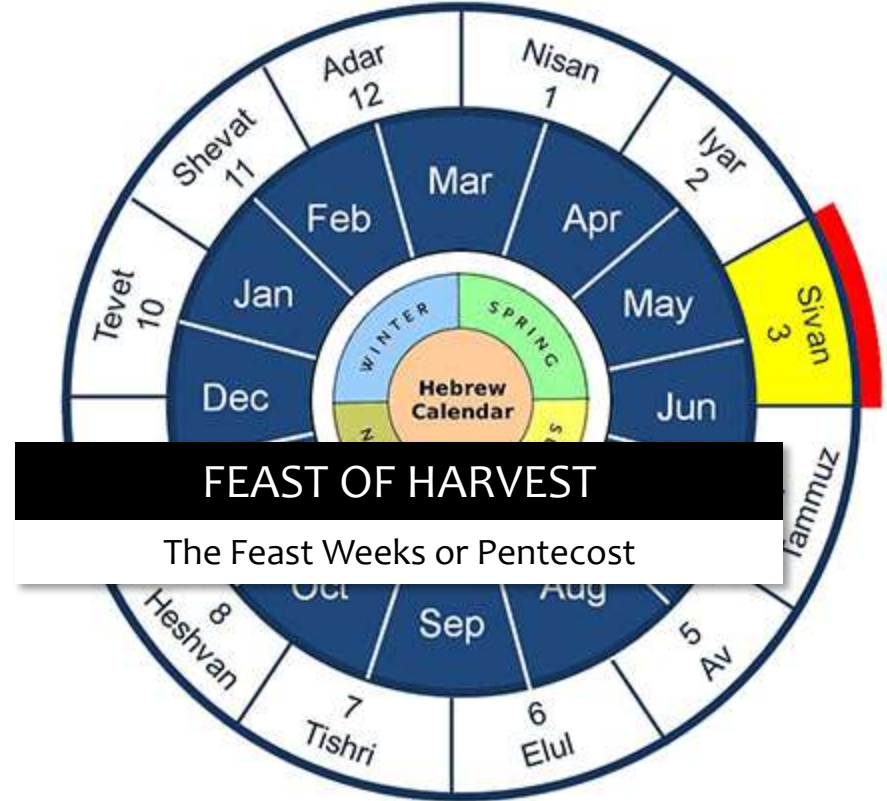 Adar
12
Nisan
1
Iyar
2
Sivan
3
Tammuz
5
Av
6
Elul
7
Tishri
8
Heshvan
Tevet
10
Shevat
11
Mar
Apr
May
Jun
Aug
Sep
Oct
Dec
Jan
Feb
WINTER
SPRING
Hebrew
Calendar
FEAST OF HARVEST
The Feast Weeks or Pentecost